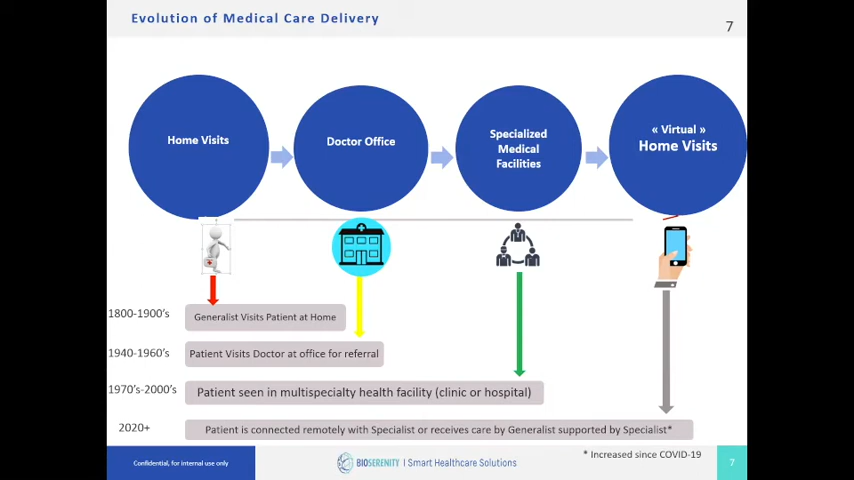 Evolution of Medical Care Delivery
7
Home Visits
Doctor Office
Specialized
Medical
Facilities
« Virtual »
Home Visits
1800-1900's
Generalist Visits Patient at Home
1940-1960's
Patient Visits Doctor at office for referral
1970's-2000's
Patient seen in multispecialty health facility (clinic or hospital)
2020+
Patient is connected remotely with Specialist or receives care by Generalist supported by Specialist*
* Increased since COVID-19
Confidential, for internal use only
BIOSERENITY | Smart Healthcare Solutions
7